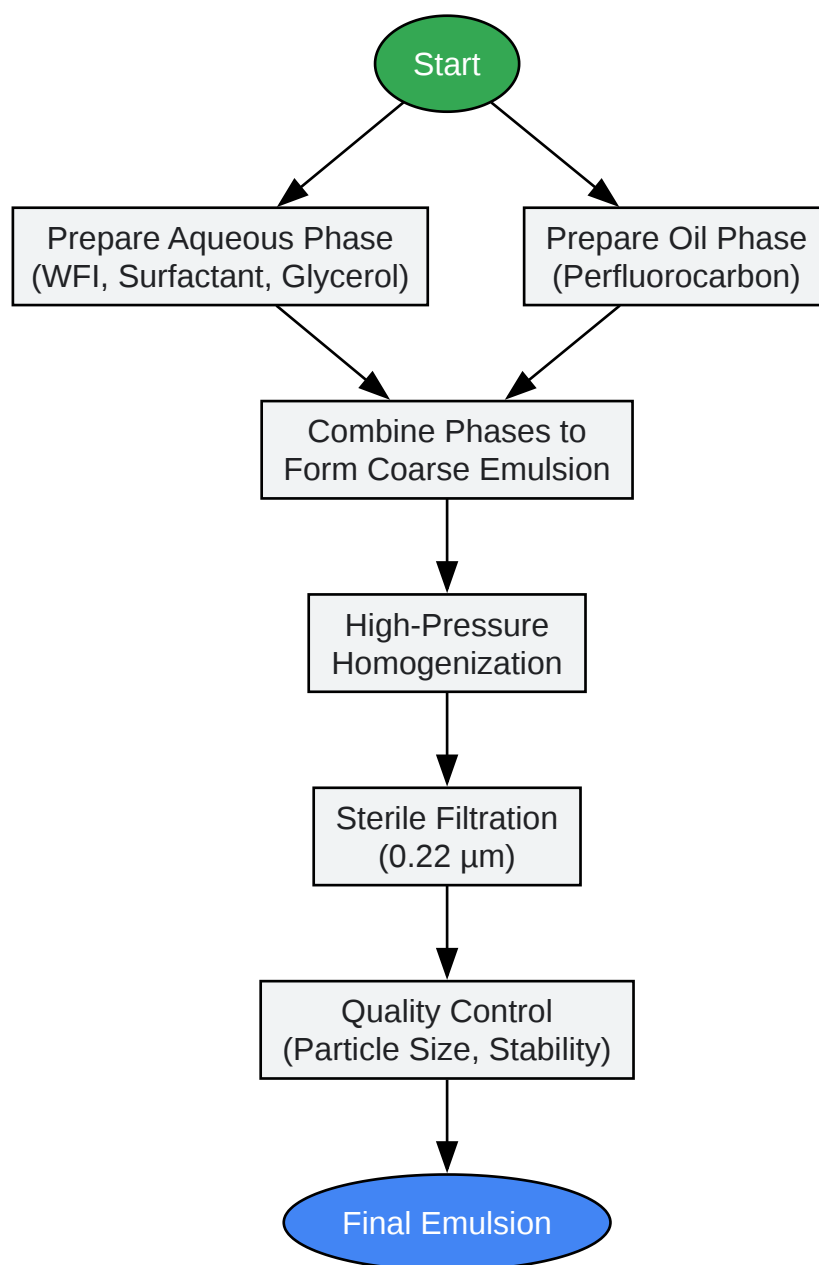 Start
Prepare Aqueous Phase
(WFI, Surfactant, Glycerol)
Prepare Oil Phase
(Perfluorocarbon)
Combine Phases to
Form Coarse Emulsion
High-Pressure
Homogenization
Sterile Filtration
(0.22 µm)
Quality Control
(Particle Size, Stability)
Final Emulsion